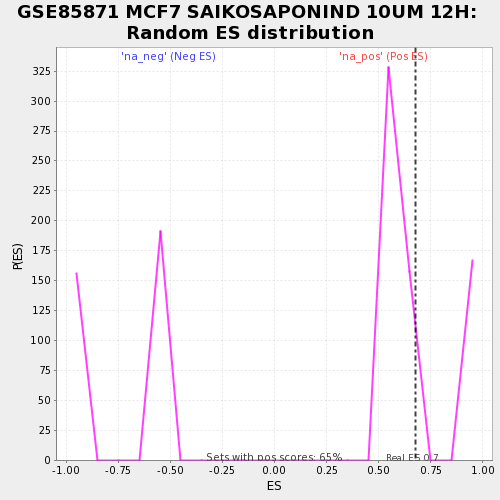 GSE85871 MCF7 SAIKOSAPONIND 10UM 12H:
Random ES distribution
'na_neg' (Neg ES)
'na_pos' (Pos ES)
325
300
275
250
225
200
175
150
125
100
75
50
25
0
P(ES)
Sets with pos scores: 65%
Real ES 0.7
-1.00 -0.75 -0.50 -0.25 0.00 0.25 0.50 0.75 1.00
ES